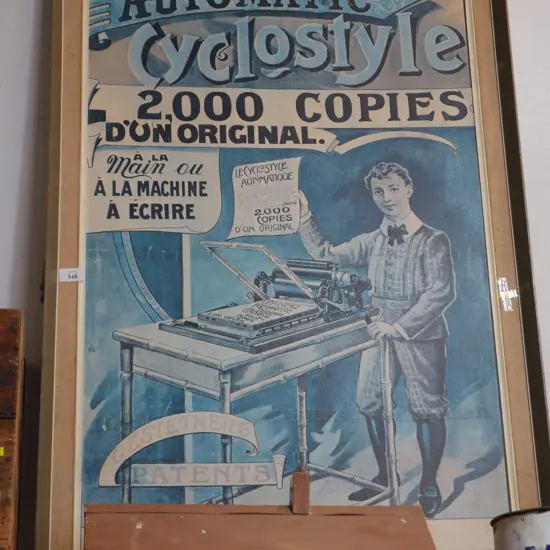 AUTOMATIC
Cyclostyle
2,000 COPIES
D'UN ORIGINAL.
À LA
Main ou
À LA MACHINE
À ÉCRIRE
LE CYCLOSTYLE
AUTOMATIQUE
2000
COPIES
D'UN ORIGINAL
GESTETNER'S
PATENTS